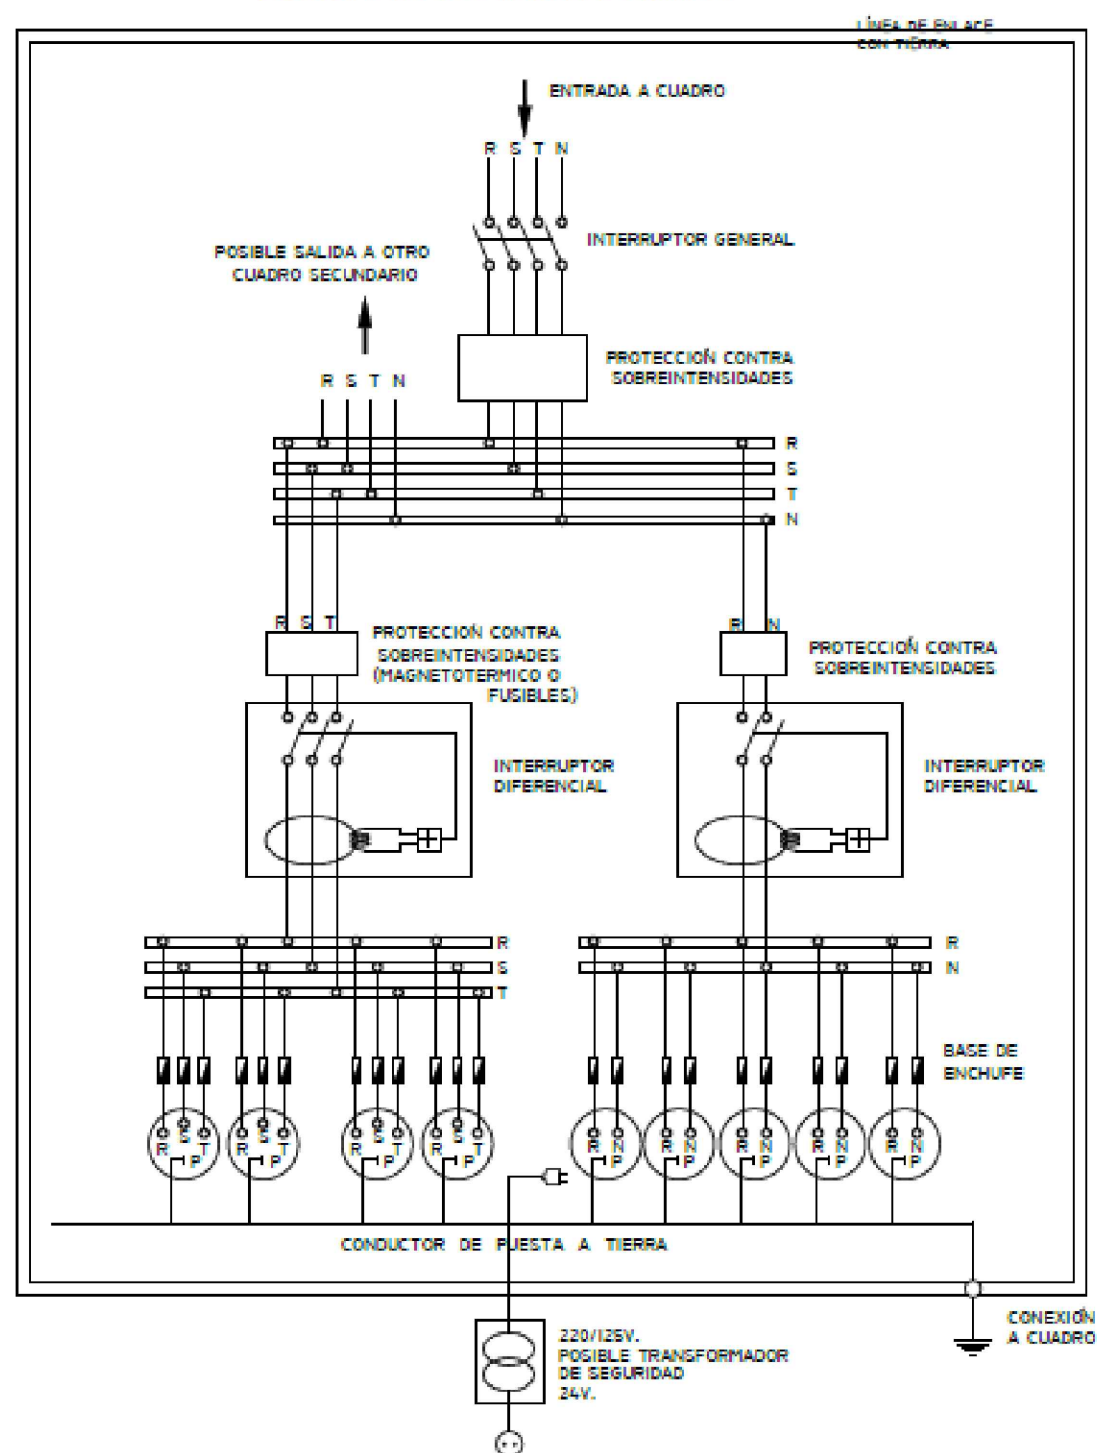 LÍNEA DE ENLACE
CON TIERRA
ENTRADA A CUADRO
R S T N
INTERRUPTOR GENERAL
POSIBLE SALIDA A OTRO
CUADRO SECUNDARIO
PROTECCIÓN CONTRA
SOBREINTENSIDADES
R S T N
R
S
T
N
R S T
PROTECCIÓN CONTRA
SOBREINTENSIDADES
(MAGNETOTERMICO O
FUSIBLES)
R N
PROTECCIÓN CONTRA
SOBREINTENSIDADES
INTERRUPTOR
DIFERENCIAL
INTERRUPTOR
DIFERENCIAL
R
S
T
R
N
BASE DE
ENCHUFE
R S T P
R S T P
R S T P
R S T P
R N P
R N P
R N P
R N P
R N P
CONDUCTOR DE PUESTA A TIERRA
CONEXIÓN
A CUADRO
220/125V.
POSIBLE TRANSFORMADOR
DE SEGURIDAD
24V.